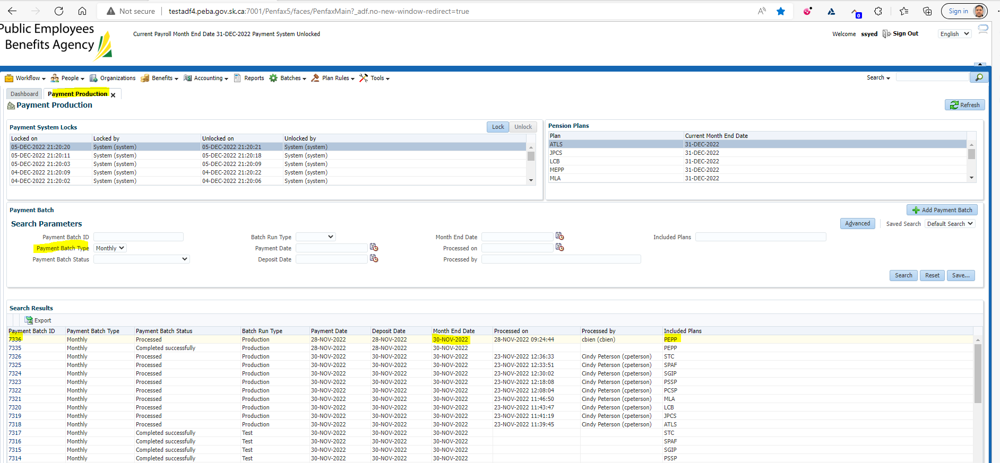 Not secure testadf4.peba.gov.sk.ca:7001/Penfax5/faces/PenfaxMain?_adf.no-new-window-redirect=true 0 Sign in
Public Employees
Benefits Agency
Current Payroll Month End Date 31-DEC-2022 Payment System Unlocked
Welcome ssyed Sign Out English
Workflow People Organizations Benefits Accounting Reports Batches Plan Rules Tools Search
Dashboard Payment Production
Payment Production Refresh
Payment System Locks Lock Unlock
Locked on Locked by Unlocked on Unlocked by
05-DEC-2022 21:20:20 System (system) 05-DEC-2022 21:20:21 System (system)
05-DEC-2022 21:20:11 System (system) 05-DEC-2022 21:20:18 System (system)
05-DEC-2022 21:20:03 System (system) 05-DEC-2022 21:20:09 System (system)
04-DEC-2022 21:20:09 System (system) 04-DEC-2022 21:20:22 System (system)
04-DEC-2022 21:20:02 System (system) 04-DEC-2022 21:20:06 System (system)
Pension Plans
Plan Current Month End Date
ATLS 31-DEC-2022
JPCS 31-DEC-2022
LCB 31-DEC-2022
MEPP 31-DEC-2022
MLA 31-DEC-2022
Payment Batch Add Payment Batch
Search Parameters Advanced Saved Search Default Search
Payment Batch ID Batch Run Type Month End Date Included Plans
Payment Batch Type Monthly Payment Date Processed on
Payment Batch Status Deposit Date Processed by
Search Reset Save...
Search Results
Export
Payment Batch ID Payment Batch Type Payment Batch Status Batch Run Type Payment Date Deposit Date Month End Date Processed on Processed by Included Plans
7336 Monthly Processed Production 28-NOV-2022 28-NOV-2022 30-NOV-2022 28-NOV-2022 09:24:44 cbien (cbien) PEPP
7335 Monthly Completed successfully Production 28-NOV-2022 28-NOV-2022 30-NOV-2022 PEPP
7326 Monthly Processed Production 30-NOV-2022 30-NOV-2022 30-NOV-2022 23-NOV-2022 12:36:33 Cindy Peterson (cpeterson) STC
7325 Monthly Processed Production 30-NOV-2022 30-NOV-2022 30-NOV-2022 23-NOV-2022 12:33:51 Cindy Peterson (cpeterson) SPAF
7324 Monthly Processed Production 30-NOV-2022 30-NOV-2022 30-NOV-2022 23-NOV-2022 12:30:02 Cindy Peterson (cpeterson) SGIP
7323 Monthly Processed Production 30-NOV-2022 30-NOV-2022 30-NOV-2022 23-NOV-2022 12:18:08 Cindy Peterson (cpeterson) PSSP
7322 Monthly Processed Production 30-NOV-2022 30-NOV-2022 30-NOV-2022 23-NOV-2022 12:08:04 Cindy Peterson (cpeterson) PCSP
7321 Monthly Processed Production 30-NOV-2022 30-NOV-2022 30-NOV-2022 23-NOV-2022 11:46:50 Cindy Peterson (cpeterson) MLA
7320 Monthly Processed Production 30-NOV-2022 30-NOV-2022 30-NOV-2022 23-NOV-2022 11:43:47 Cindy Peterson (cpeterson) LCB
7319 Monthly Processed Production 30-NOV-2022 30-NOV-2022 30-NOV-2022 23-NOV-2022 11:41:19 Cindy Peterson (cpeterson) JPCS
7318 Monthly Processed Production 30-NOV-2022 30-NOV-2022 30-NOV-2022 23-NOV-2022 11:39:45 Cindy Peterson (cpeterson) ATLS
7317 Monthly Completed successfully Test 30-NOV-2022 30-NOV-2022 30-NOV-2022 STC
7316 Monthly Completed successfully Test 30-NOV-2022 30-NOV-2022 30-NOV-2022 SPAF
7315 Monthly Completed successfully Test 30-NOV-2022 30-NOV-2022 30-NOV-2022 SGIP
7314 Monthly Completed successfully Test 30-NOV-2022 30-NOV-2022 30-NOV-2022 PSSP